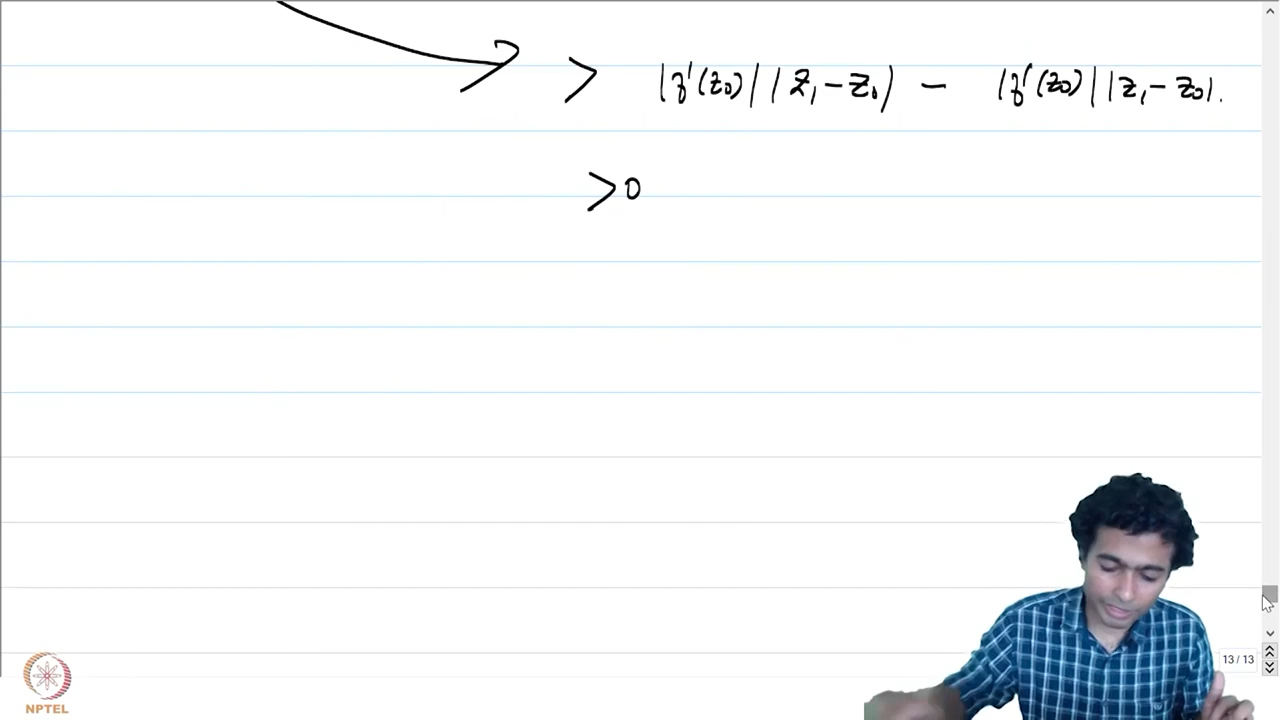 > |f'(z₀)| |z₁ - z₀| - |f'(z₀)| |z₁ - z₀|.
> 0
13 / 13
NPTEL